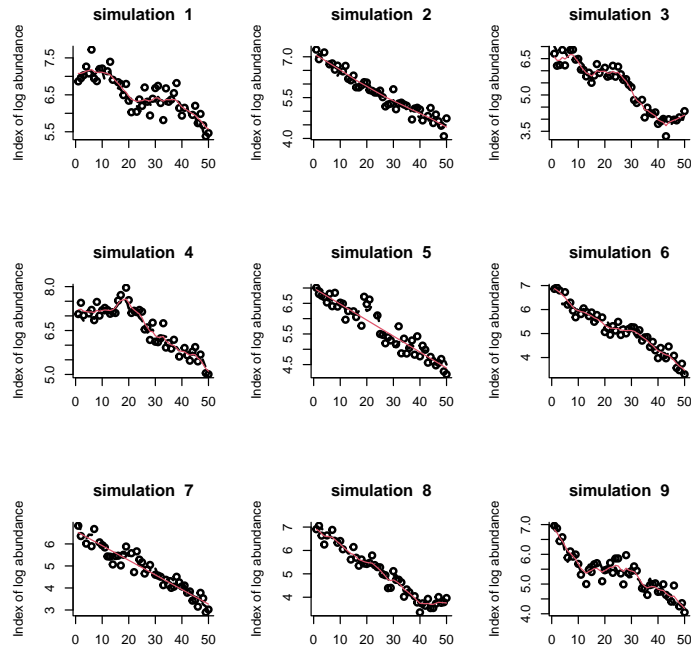 simulation 1
simulation 2
simulation 3
Index of log abundance
5.5 6.5 7.5
0 10 20 30 40 50
Index of log abundance
4.0 5.5 7.0
0 10 20 30 40 50
Index of log abundance
3.5 5.0 6.5
0 10 20 30 40 50
simulation 4
simulation 5
simulation 6
Index of log abundance
5.0 6.5 8.0
0 10 20 30 40 50
Index of log abundance
4.5 5.5 6.5
0 10 20 30 40 50
Index of log abundance
4 5 6 7
0 10 20 30 40 50
simulation 7
simulation 8
simulation 9
Index of log abundance
3 4 5 6
0 10 20 30 40 50
Index of log abundance
4 5 6 7
0 10 20 30 40 50
Index of log abundance
4.0 5.0 6.0 7.0
0 10 20 30 40 50